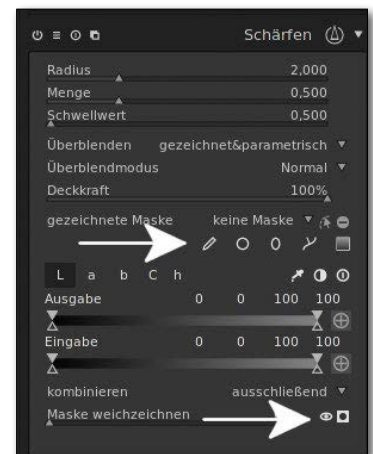 Schärfen
Radius 2,000
Menge 0,500
Schwellwert 0,500
Überblenden gezeichnet&parametrisch
Überblendmodus Normal
Deckkraft 100%
gezeichnete Maske keine Maske
L a b C h
Ausgabe 0 0 100 100
Eingabe 0 0 100 100
kombinieren ausschließend
Maske weichzeichnen